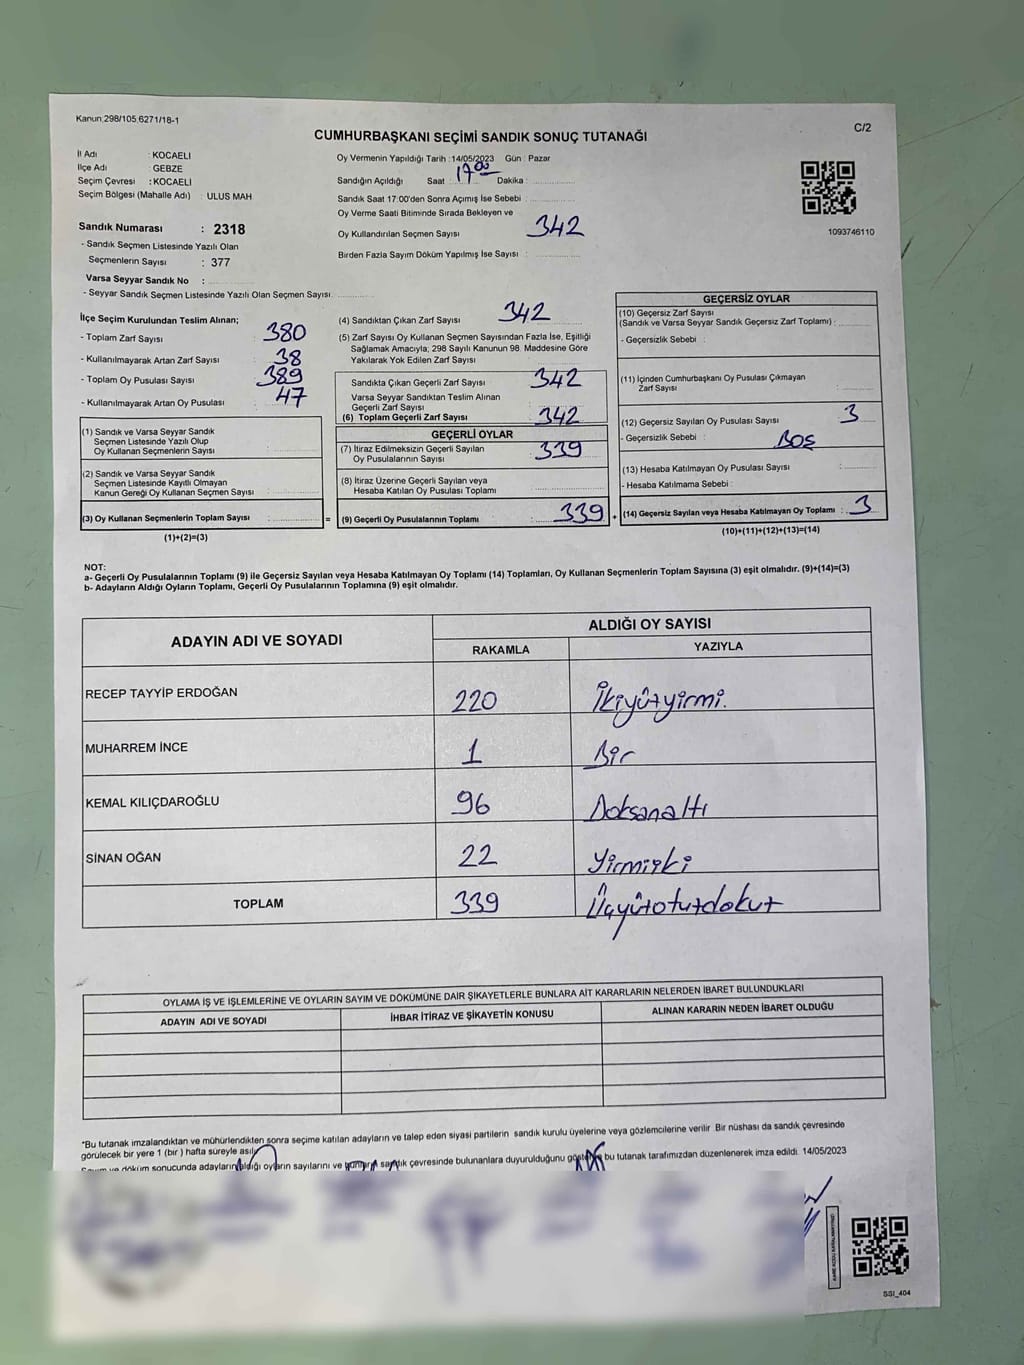 Kanun:298/105;6271/18-1
C/2
CUMHURBAŞKANI SEÇİMİ SANDIK SONUÇ TUTANAĞI
İl Adı : KOCAELİ
İlçe Adı : GEBZE
Seçim Çevresi : KOCAELİ
Seçim Bölgesi (Mahalle Adı) : ULUS MAH
Sandık Numarası : 2318
- Sandık Seçmen Listesinde Yazılı Olan
Seçmenlerin Sayısı : 377
Varsa Seyyar Sandık No :
- Seyyar Sandık Seçmen Listesinde Yazılı Olan Seçmen Sayısı
Oy Vermenin Yapıldığı Tarih :14/05/2023 Gün : Pazar
Sandığın Açıldığı Saat : 17 00 Dakika :
Sandık Saat 17:00'den Sonra Açımış İse Sebebi :
Oy Verme Saati Bitiminde Sırada Bekleyen ve
Oy Kullandırılan Seçmen Sayısı 342
Birden Fazla Sayım Döküm Yapılmış İse Sayısı :
1093746110
İlçe Seçim Kurulundan Teslim Alınan;
- Toplam Zarf Sayısı 380
- Kullanılmayarak Artan Zarf Sayısı 38
- Toplam Oy Pusulası Sayısı 389
- Kullanılmayarak Artan Oy Pusulası 47
(1) Sandık ve Varsa Seyyar Sandık
Seçmen Listesinde Yazılı Olup
Oy Kullanan Seçmenlerin Sayısı :
(2) Sandık ve Varsa Seyyar Sandık
Seçmen Listesinde Kayıtlı Olmayan
Kanun Gereği Oy Kullanan Seçmen Sayısı :
(3) Oy Kullanan Seçmenlerin Toplam Sayısı : =
(1)+(2)=(3)
(4) Sandıktan Çıkan Zarf Sayısı 342
(5) Zarf Sayısı Oy Kullanan Seçmen Sayısından Fazla İse, Eşitliği
Sağlamak Amacıyla, 298 Sayılı Kanunun 98. Maddesine Göre
Yakılarak Yok Edilen Zarf Sayısı
Sandıkta Çıkan Geçerli Zarf Sayısı 342
Varsa Seyyar Sandıktan Teslim Alınan
Geçerli Zarf Sayısı
(6) Toplam Geçerli Zarf Sayısı 342
GEÇERLİ OYLAR
(7) İtiraz Edilmeksizin Geçerli Sayılan
Oy Pusulalarının Sayısı 339
(8) İtiraz Üzerine Geçerli Sayılan veya
Hesaba Katılan Oy Pusulası Toplamı
(9) Geçerli Oy Pusulalarının Toplamı 339 +
GEÇERSİZ OYLAR
(10) Geçersiz Zarf Sayısı
(Sandık ve Varsa Seyyar Sandık Geçersiz Zarf Toplamı) :
- Geçersizlik Sebebi :
(11) İçinden Cumhurbaşkanı Oy Pusulası Çıkmayan
Zarf Sayısı
(12) Geçersiz Sayılan Oy Pusulası Sayısı 3
- Geçersizlik Sebebi : Boş
(13) Hesaba Katılmayan Oy Pusulası Sayısı :
- Hesaba Katılmama Sebebi :
(14) Geçersiz Sayılan veya Hesaba Katılmayan Oy Toplamı : 3
(10)+(11)+(12)+(13)=(14)
NOT:
a- Geçerli Oy Pusulalarının Toplamı (9) ile Geçersiz Sayılan veya Hesaba Katılmayan Oy Toplamı (14) Toplamları, Oy Kullanan Seçmenlerin Toplam Sayısına (3) eşit olmalıdır. (9)+(14)=(3)
b- Adayların Aldığı Oyların Toplamı, Geçerli Oy Pusulalarının Toplamına (9) eşit olmalıdır.
ADAYIN ADI VE SOYADI
ALDIĞI OY SAYISI
RAKAMLA YAZIYLA
RECEP TAYYİP ERDOĞAN 220 İkiyüzyirmi.
MUHARREM İNCE 1 Bir
KEMAL KILIÇDAROĞLU 96 Doksanaltı
SİNAN OĞAN 22 Yirmiiki
TOPLAM 339 Üçyüzotuzdokuz
OYLAMA İŞ VE İŞLEMLERİNE VE OYLARIN SAYIM VE DÖKÜMÜNE DAİR ŞİKAYETLERLE BUNLARA AİT KARARLARIN NELERDEN İBARET BULUNDUKLARI
ADAYIN ADI VE SOYADI İHBAR İTİRAZ VE ŞİKAYETİN KONUSU ALINAN KARARIN NEDEN İBARET OLDUĞU
*Bu tutanak imzalandıktan ve mühürlendikten sonra seçime katılan adayların ve talep eden siyasi partilerin sandık kurulu üyelerine veya gözlemcilerine verilir. Bir nüshası da sandık çevresinde
görülecek bir yere 1 (bir ) hafta süreyle asılır.
Sayım ve döküm sonucunda adayların aldığı oyların sayılarını ve bunların sandık çevresinde bulunanlara duyurulduğunu gösterir bu tutanak tarafımızdan düzenlenerek imza edildi. 14/05/2023
SSI_404